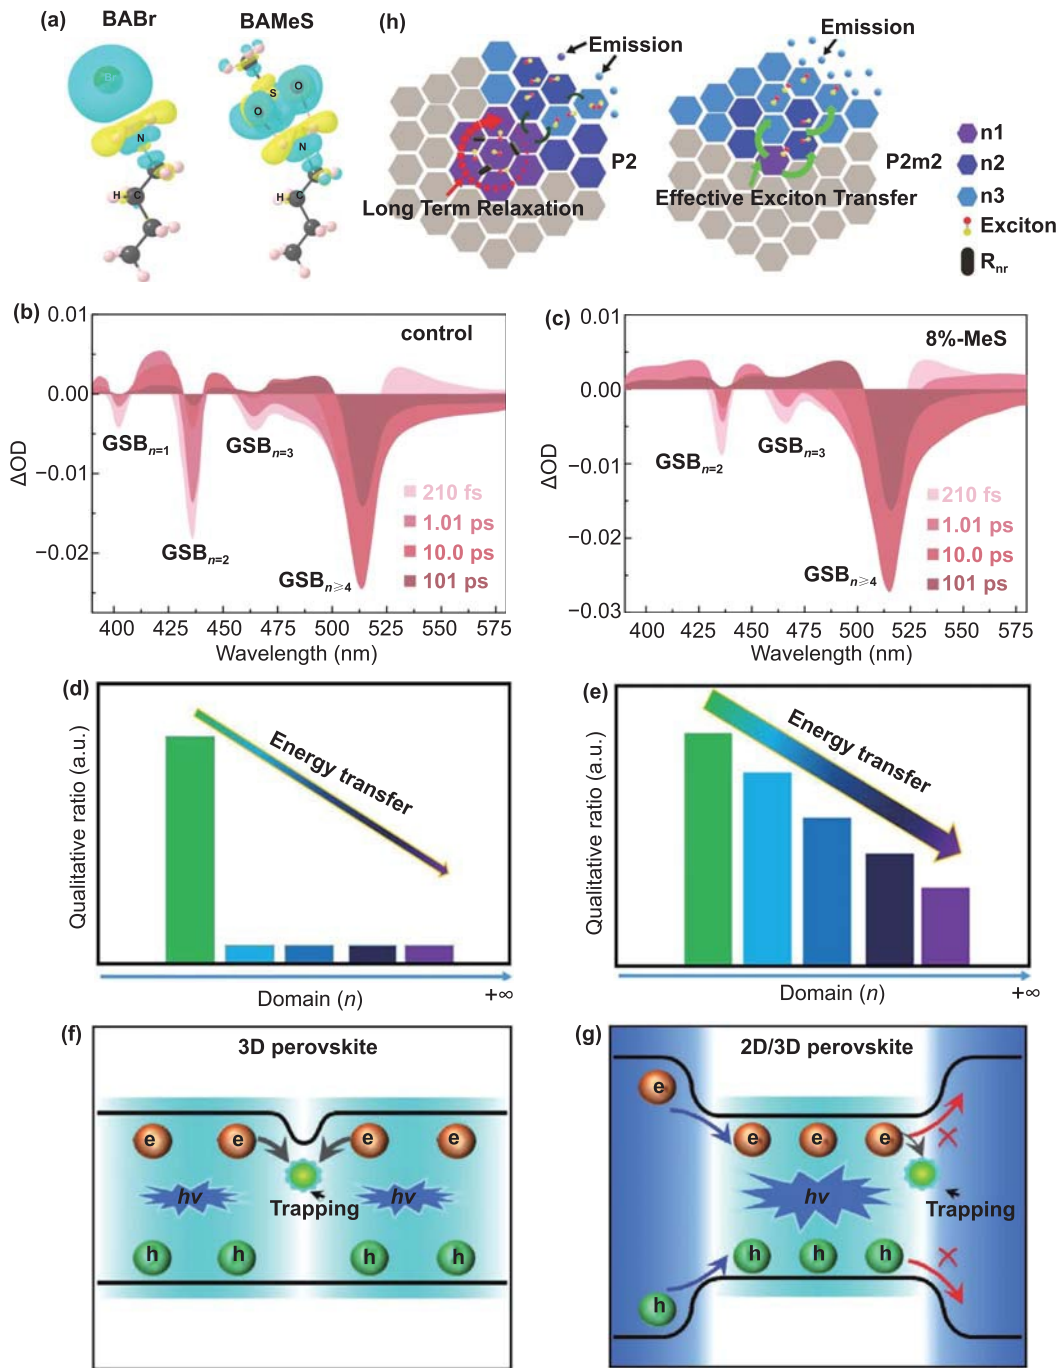 (a)
BABr
BAMeS
Br
N
H
C
S
O
O
N
H
C
(h)
Emission
Emission
P2
P2m2
Long Term Relaxation
Effective Exciton Transfer
n1
n2
n3
Exciton
Rnr
(b)
control
0.01
0.00
−0.01
−0.02
ΔOD
GSBn=1
GSBn=2
GSBn=3
GSBn⩾4
210 fs
1.01 ps
10.0 ps
101 ps
400 425 450 475 500 525 550 575
Wavelength (nm)
(c)
8%-MeS
0.01
0.00
−0.01
−0.02
−0.03
ΔOD
GSBn=2
GSBn=3
GSBn⩾4
210 fs
1.01 ps
10.0 ps
101 ps
400 425 450 475 500 525 550 575
Wavelength (nm)
(d)
Energy transfer
Qualitative ratio (a.u.)
Domain (n)
+∞
(e)
Energy transfer
Qualitative ratio (a.u.)
Domain (n)
+∞
(f)
3D perovskite
e e e e
hv hv
Trapping
h h h h
(g)
2D/3D perovskite
e
e e e
hv
Trapping
h h h
h